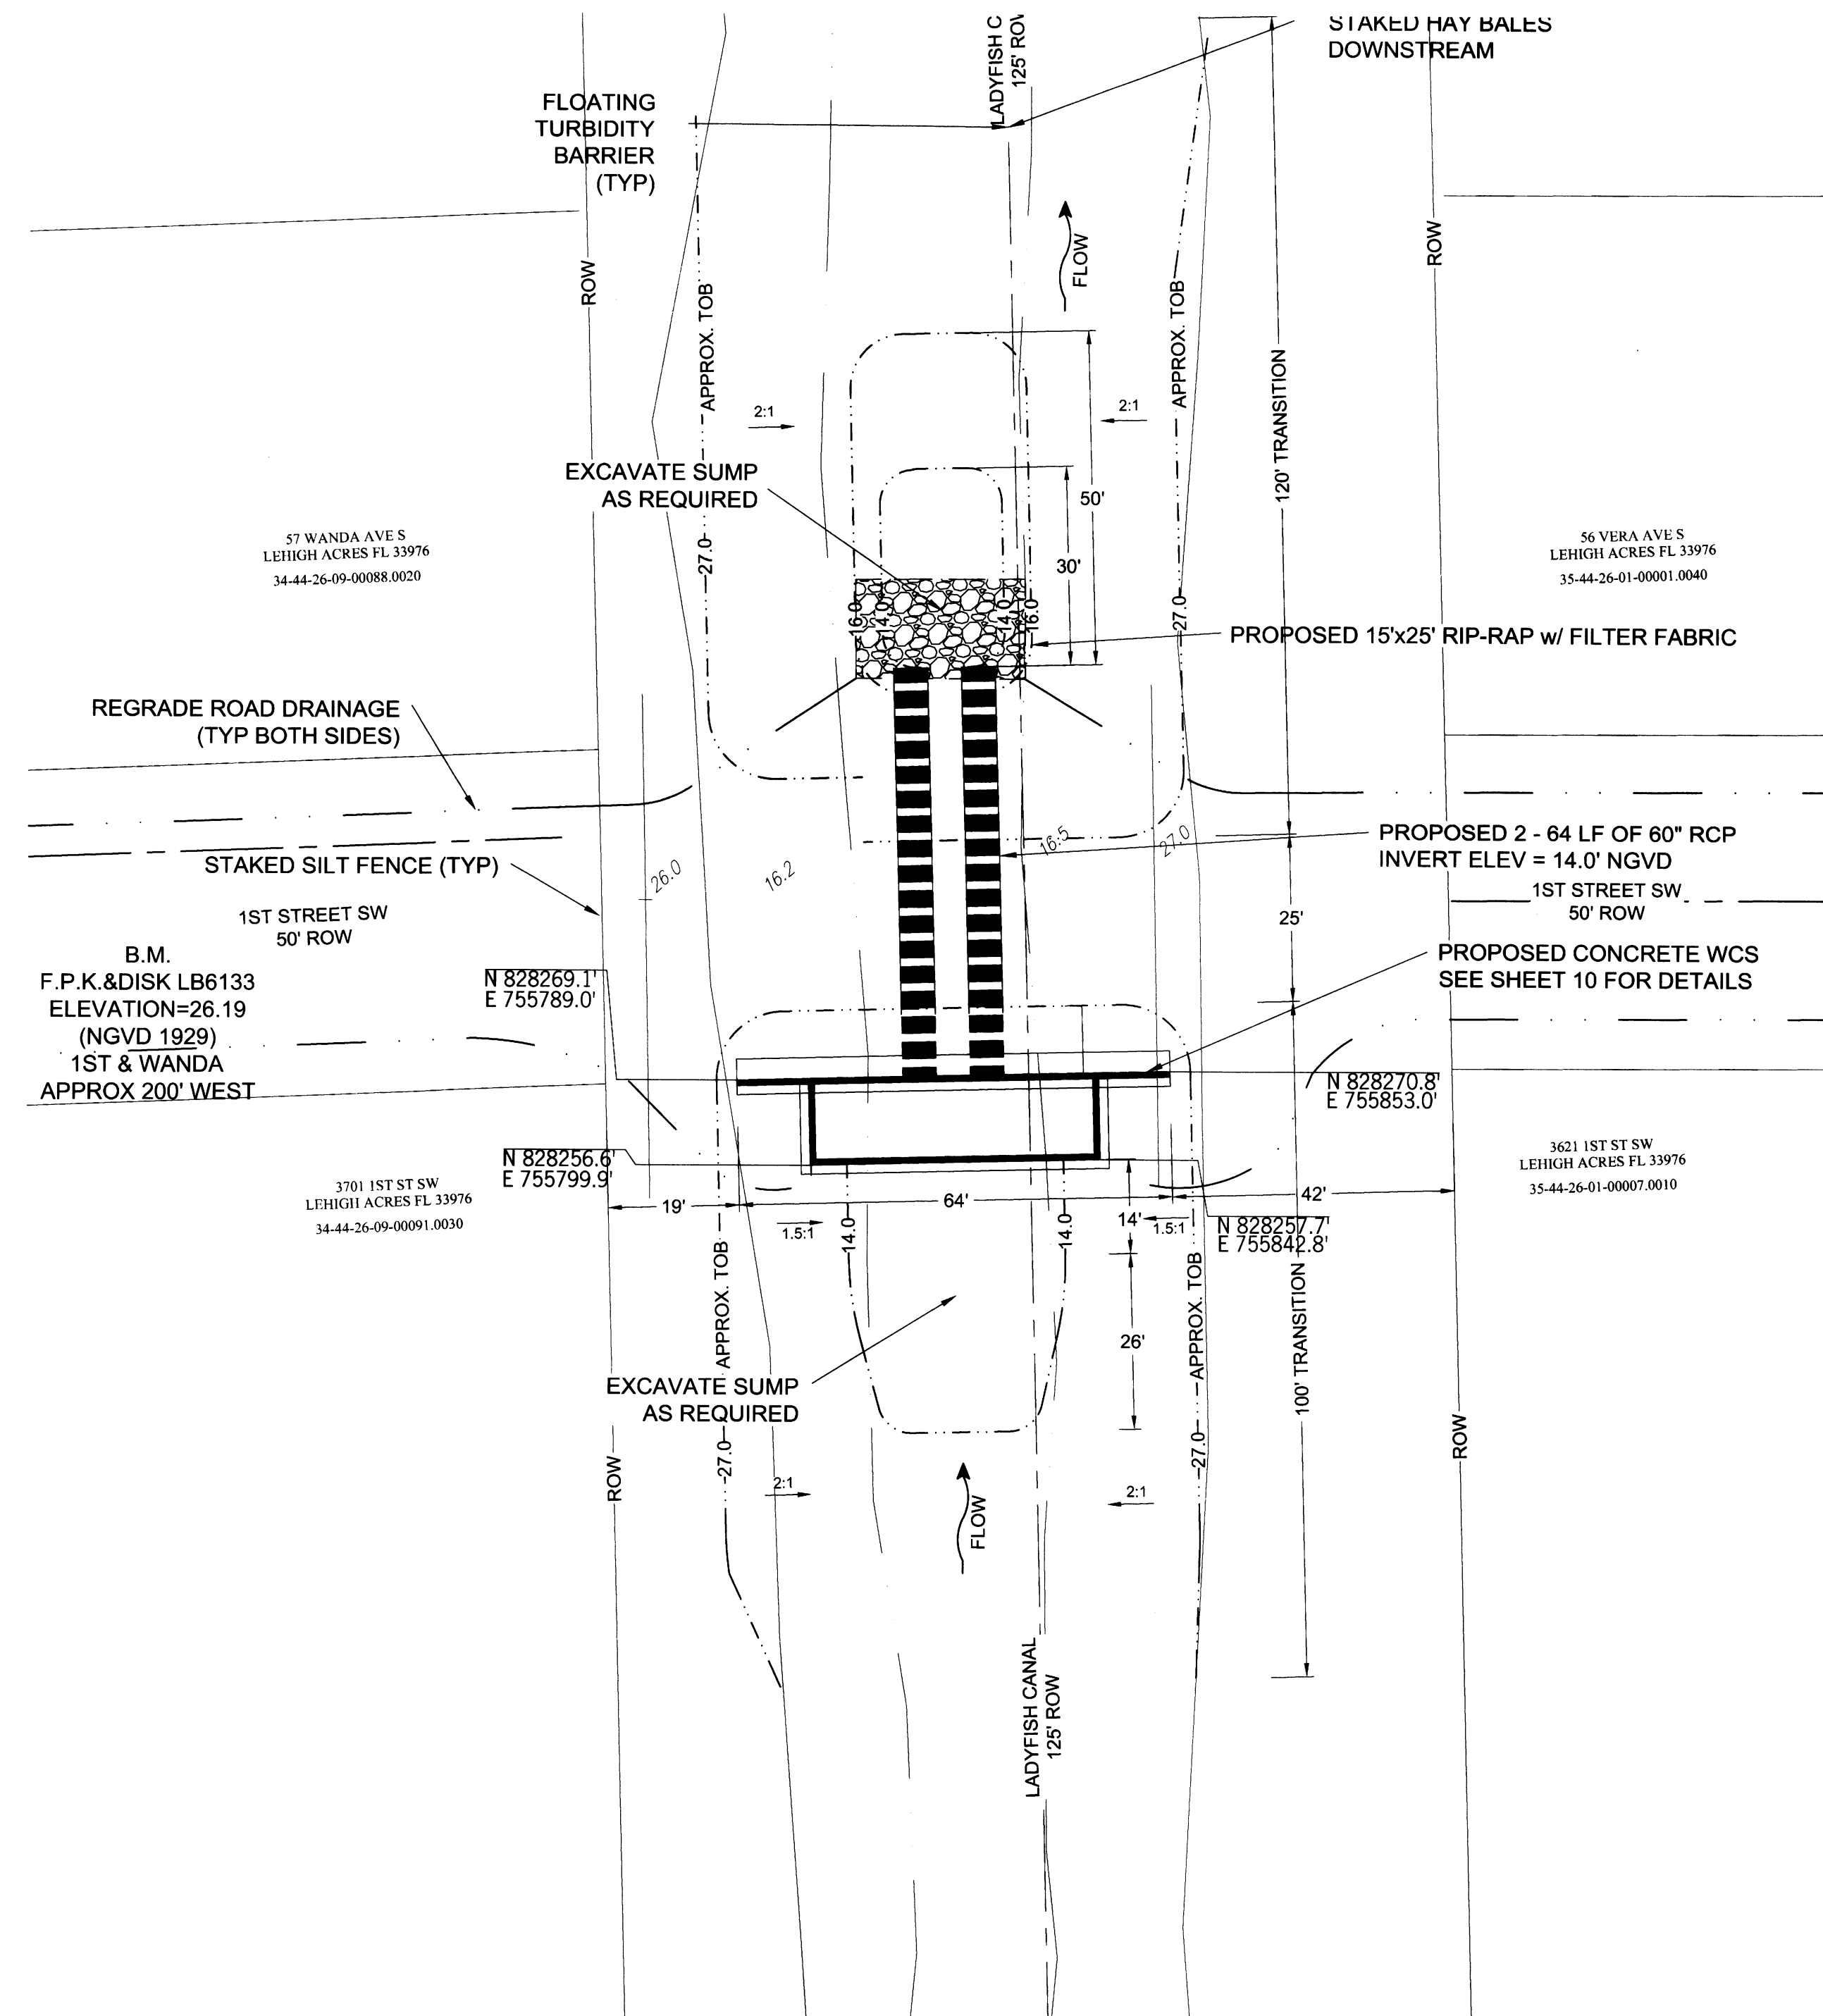 STAKED HAY BALES
DOWNSTREAM
LADYFISH C
125' ROW
FLOATING
TURBIDITY
BARRIER
(TYP)
ROW
ROW
FLOW
APPROX. TOB
APPROX. TOB
2:1
2:1
120' TRANSITION
EXCAVATE SUMP
AS REQUIRED
50'
30'
57 WANDA AVE S
LEHIGH ACRES FL 33976
34-44-26-09-00088.0020
56 VERA AVE S
LEHIGH ACRES FL 33976
35-44-26-01-00001.0040
27.0
27.0
16.0
14.0
14.0
16.0
PROPOSED 15'x25' RIP-RAP w/ FILTER FABRIC
REGRADE ROAD DRAINAGE
(TYP BOTH SIDES)
PROPOSED 2 - 64 LF OF 60" RCP
INVERT ELEV = 14.0' NGVD
STAKED SILT FENCE (TYP)
26.0
16.2
16.5
27.0
1ST STREET SW
50' ROW
1ST STREET SW
50' ROW
25'
B.M.
F.P.K.&DISK LB6133
ELEVATION=26.19
(NGVD 1929)
1ST & WANDA
APPROX 200' WEST
PROPOSED CONCRETE WCS
SEE SHEET 10 FOR DETAILS
N 828269.1'
E 755789.0'
N 828270.8'
E 755853.0'
N 828256.6'
E 755799.9'
3701 1ST ST SW
LEHIGH ACRES FL 33976
34-44-26-09-00091.0030
3621 1ST ST SW
LEHIGH ACRES FL 33976
35-44-26-01-00007.0010
19'
64'
42'
1.5:1
14.0
14.0
14'
1.5:1
N 828257.7'
E 755842.8'
APPROX. TOB
APPROX. TOB
26'
100' TRANSITION
EXCAVATE SUMP
AS REQUIRED
27.0
27.0
ROW
ROW
2:1
2:1
FLOW
LADYFISH CANAL
125' ROW